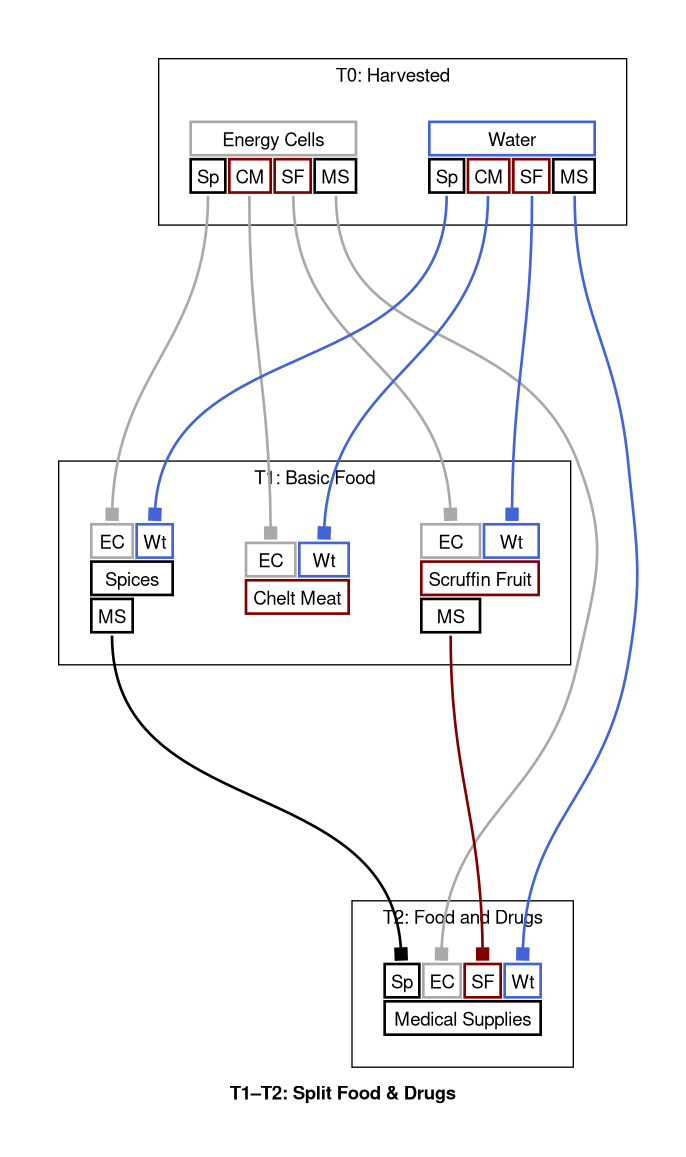 T0: Harvested
Energy Cells
Water
Sp CM SF MS
Sp CM SF MS
T1: Basic Food
EC Wt
Spices
MS
EC Wt
Chelt Meat
EC Wt
Scruffin Fruit
MS
T2: Food and Drugs
Sp EC SF Wt
Medical Supplies
T1–T2: Split Food & Drugs